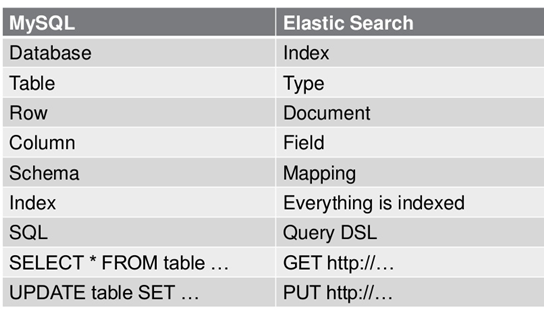 MySQL Elastic Search
Database Index
Table Type
Row Document
Column Field
Schema Mapping
Index Everything is indexed
SQL Query DSL
SELECT * FROM table … GET http://…
UPDATE table SET … PUT http://…